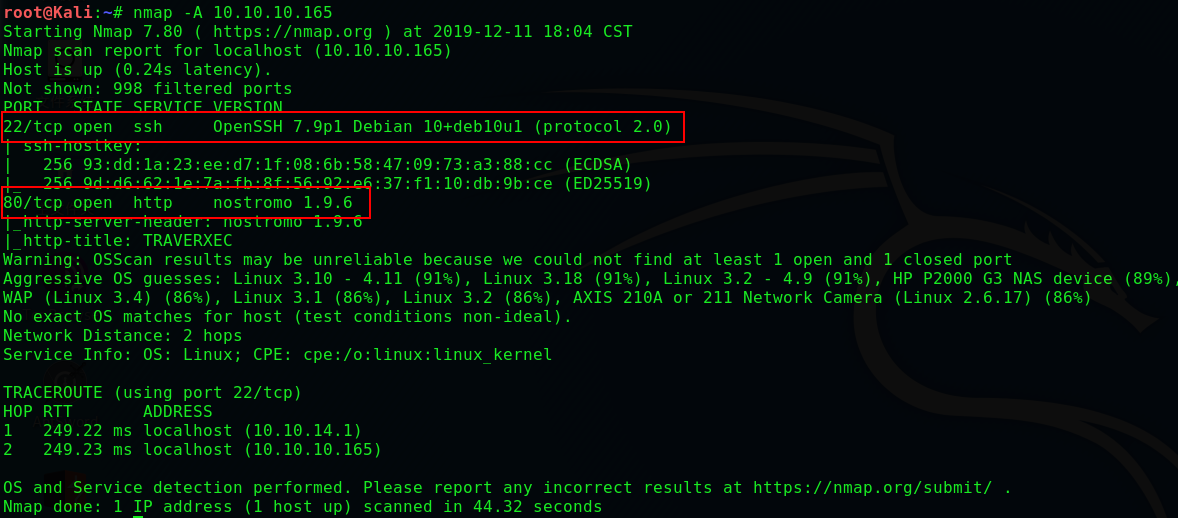 root@Kali:~# nmap -A 10.10.10.165
Starting Nmap 7.80 ( https://nmap.org ) at 2019-12-11 18:04 CST
Nmap scan report for localhost (10.10.10.165)
Host is up (0.24s latency).
Not shown: 998 filtered ports
PORT   STATE SERVICE VERSION
22/tcp open  ssh     OpenSSH 7.9p1 Debian 10+deb10u1 (protocol 2.0)
| ssh-hostkey:
|   256 93:dd:1a:23:ee:d7:1f:08:6b:58:47:09:73:a3:88:cc (ECDSA)
|_  256 9d:d6:62:1e:7a:fb:8f:56:92:e6:37:f1:10:db:9b:ce (ED25519)
80/tcp open  http    nostromo 1.9.6
|_http-server-header: nostromo 1.9.6
|_http-title: TRAVERXEC
Warning: OSScan results may be unreliable because we could not find at least 1 open and 1 closed port
Aggressive OS guesses: Linux 3.10 - 4.11 (91%), Linux 3.18 (91%), Linux 3.2 - 4.9 (91%), HP P2000 G3 NAS device (89%),
WAP (Linux 3.4) (86%), Linux 3.1 (86%), Linux 3.2 (86%), AXIS 210A or 211 Network Camera (Linux 2.6.17) (86%)
No exact OS matches for host (test conditions non-ideal).
Network Distance: 2 hops
Service Info: OS: Linux; CPE: cpe:/o:linux:linux_kernel

TRACEROUTE (using port 22/tcp)
HOP RTT       ADDRESS
1   249.22 ms localhost (10.10.14.1)
2   249.23 ms localhost (10.10.10.165)

OS and Service detection performed. Please report any incorrect results at https://nmap.org/submit/ .
Nmap done: 1 IP address (1 host up) scanned in 44.32 seconds